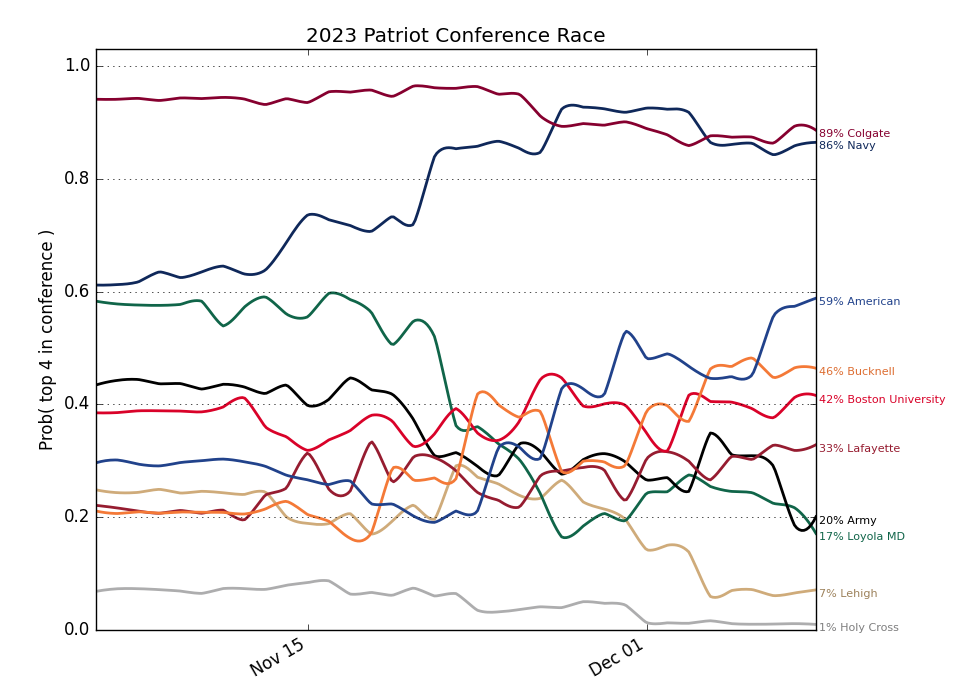 2023 Patriot Conference Race
Prob( top 4 in conference )
1.0
0.8
0.6
0.4
0.2
0.0
Nov 15
Dec 01
89% Colgate
86% Navy
59% American
46% Bucknell
42% Boston University
33% Lafayette
20% Army
17% Loyola MD
7% Lehigh
1% Holy Cross